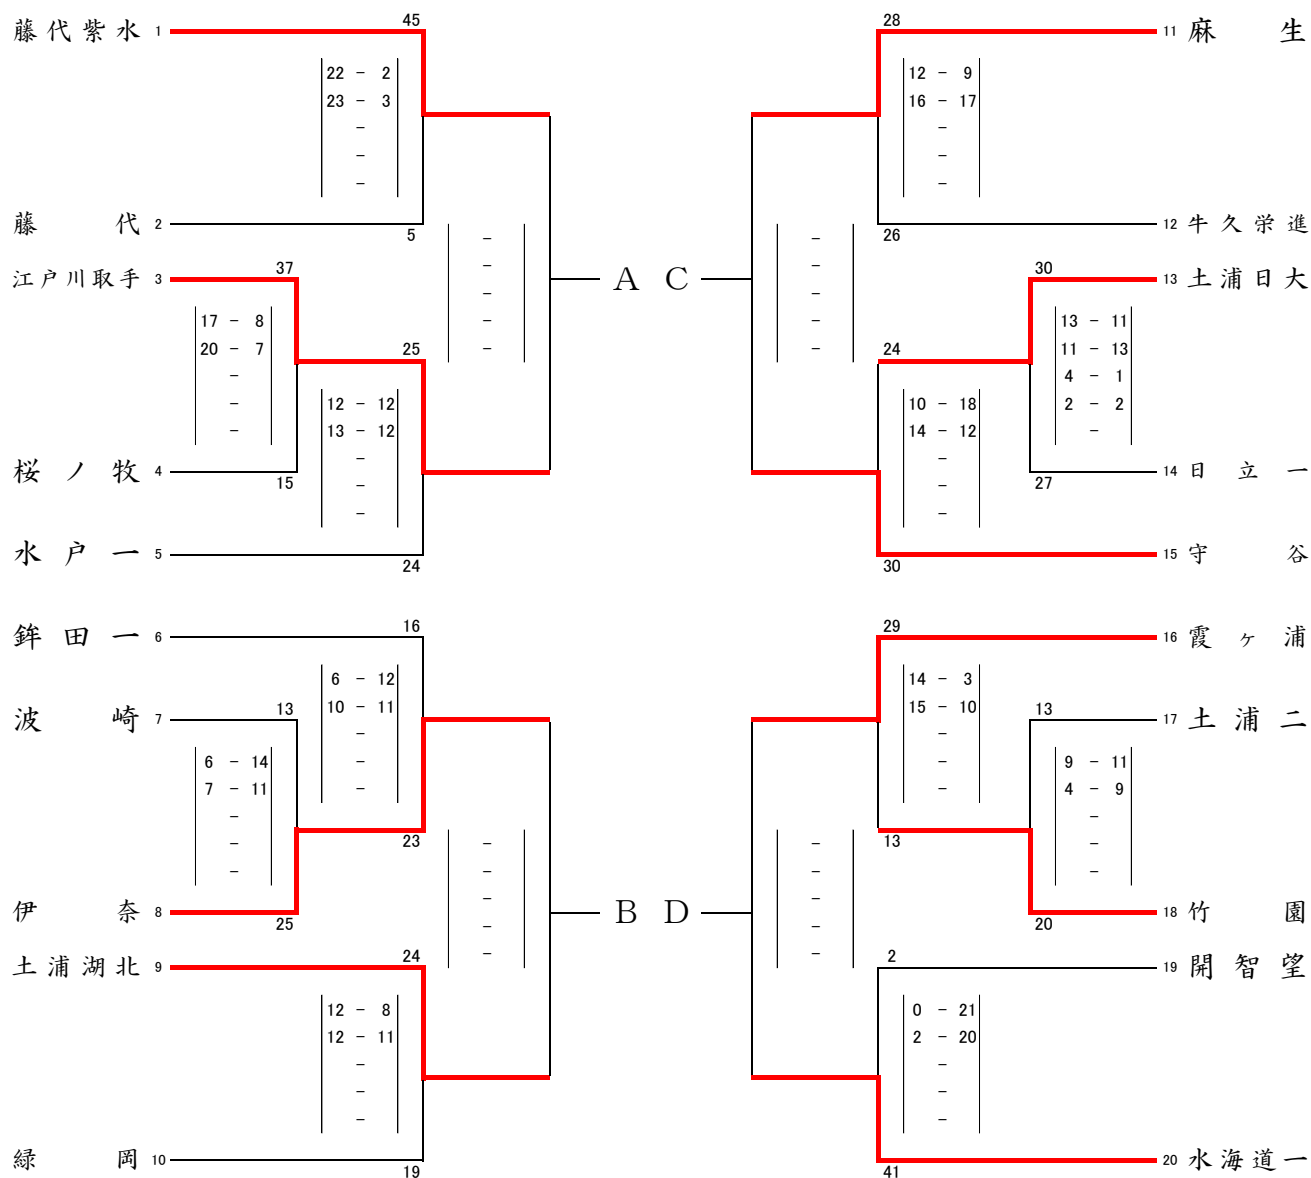 藤代紫水 1
45
22 - 2
23 - 3
-
-
-
藤代 2
5
江戸川取手 3
37
17 - 8
20 - 7
-
-
-
桜ノ牧 4
15
25
12 - 12
13 - 12
-
-
-
水戸一 5
24
-
-
-
-
-
A
鉾田一 6
16
6 - 12
10 - 11
-
-
-
波崎 7
13
6 - 14
7 - 11
-
-
-
23
伊奈 8
25
土浦湖北 9
24
12 - 8
12 - 11
-
-
-
緑岡 10
19
-
-
-
-
-
B
28
11 麻生
12 - 9
16 - 17
-
-
-
26
12 牛久栄進
30
13 土浦日大
13 - 11
11 - 13
4 - 1
2 - 2
-
27
14 日立一
24
10 - 18
14 - 12
-
-
-
30
15 守谷
-
-
-
-
-
C
29
16 霞ヶ浦
14 - 3
15 - 10
-
-
-
13
17 土浦二
9 - 11
4 - 9
-
-
-
13
20
18 竹園
2
19 開智望
0 - 21
2 - 20
-
-
-
41
20 水海道一
-
-
-
-
-
D